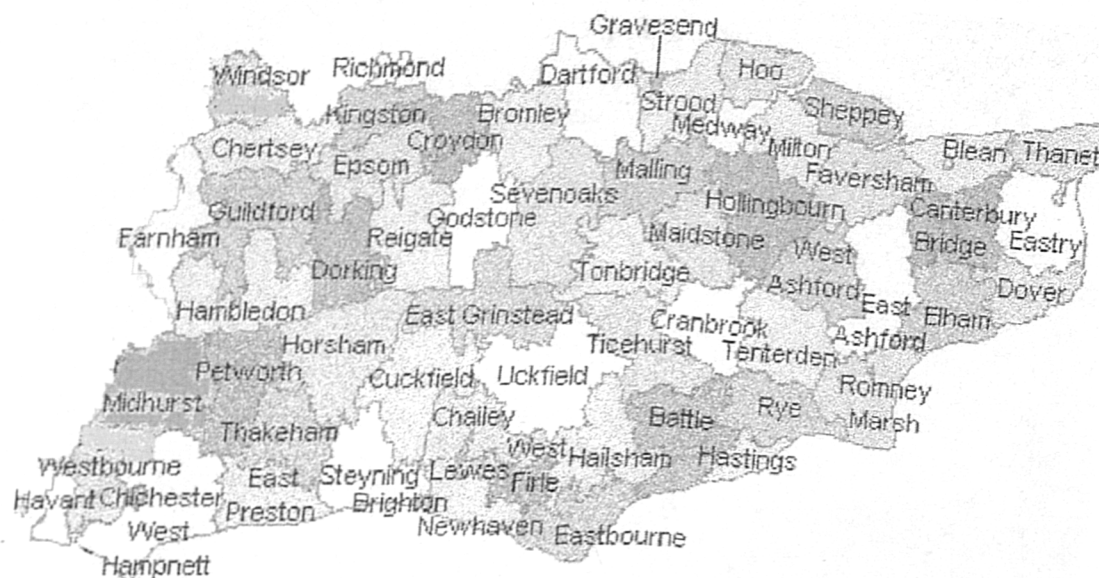 Gravesend
Windsor
Richmond
Dartford
Hoo
Kingston
Bromley
Strood
Sheppey
Medway
Chertsey
Croydon
Milton
Blean
Thanet
Epsom
Malling
Faversham
Sevenoaks
Guildford
Godstone
Hollingbourn
Canterbury
Farnham
Reigate
Maidstone
West
Ashford
Bridge
Eastry
Dorking
Tonbridge
Dover
Hambledon
East
Ashford
Elham
East Grinstead
Cranbrook
Horsham
Ticehurst
Tenterden
Petworth
Cuckfield
Uckfield
Romney
Marsh
Midhurst
Chailey
Battle
Rye
Thakeham
West
Firle
Hailsham
Hastings
Westbourne
East
Preston
Steyning
Lewes
Havant
Chichester
Brighton
West
Hampnett
Newhaven
Eastbourne